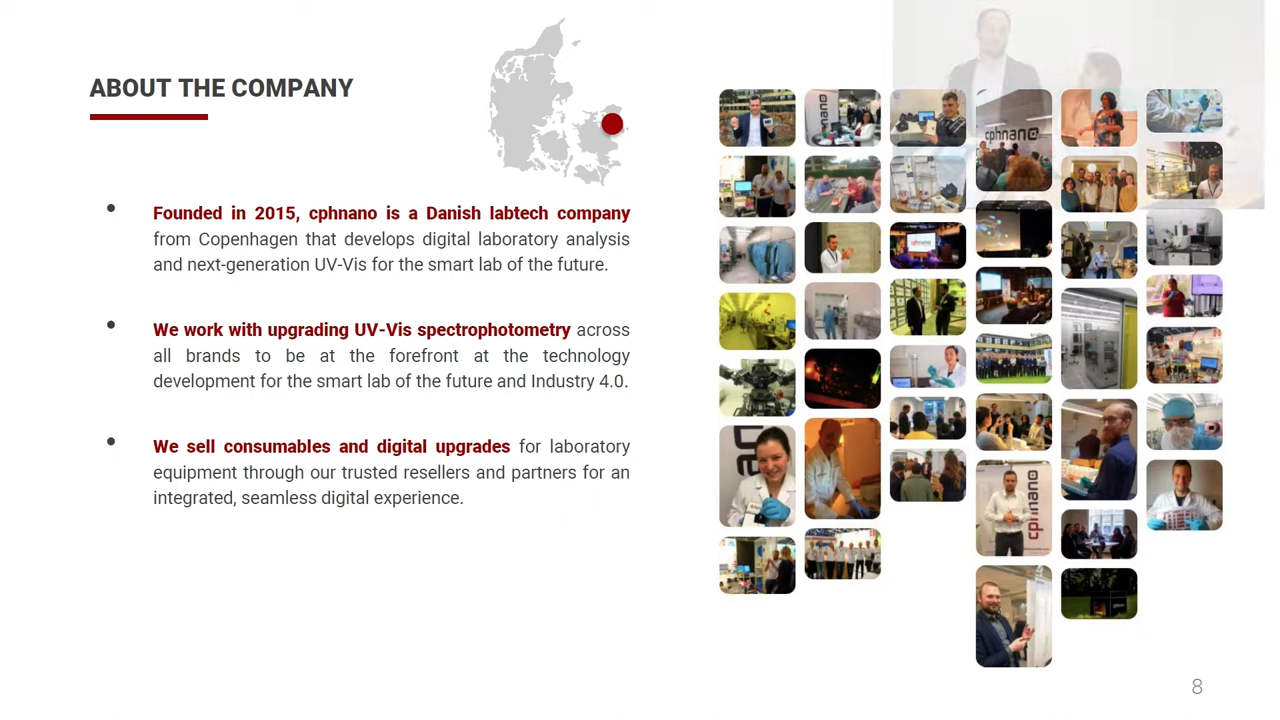 ABOUT THE COMPANY
cphnano
cphnano
Founded in 2015, cphnano is a Danish labtech company
from Copenhagen that develops digital laboratory analysis
and next-generation UV-Vis for the smart lab of the future.
We work with upgrading UV-Vis spectrophotometry across
all brands to be at the forefront at the technology
development for the smart lab of the future and Industry 4.0.
We sell consumables and digital upgrades for laboratory
equipment through our trusted resellers and partners for an
integrated, seamless digital experience.
cphnano
8